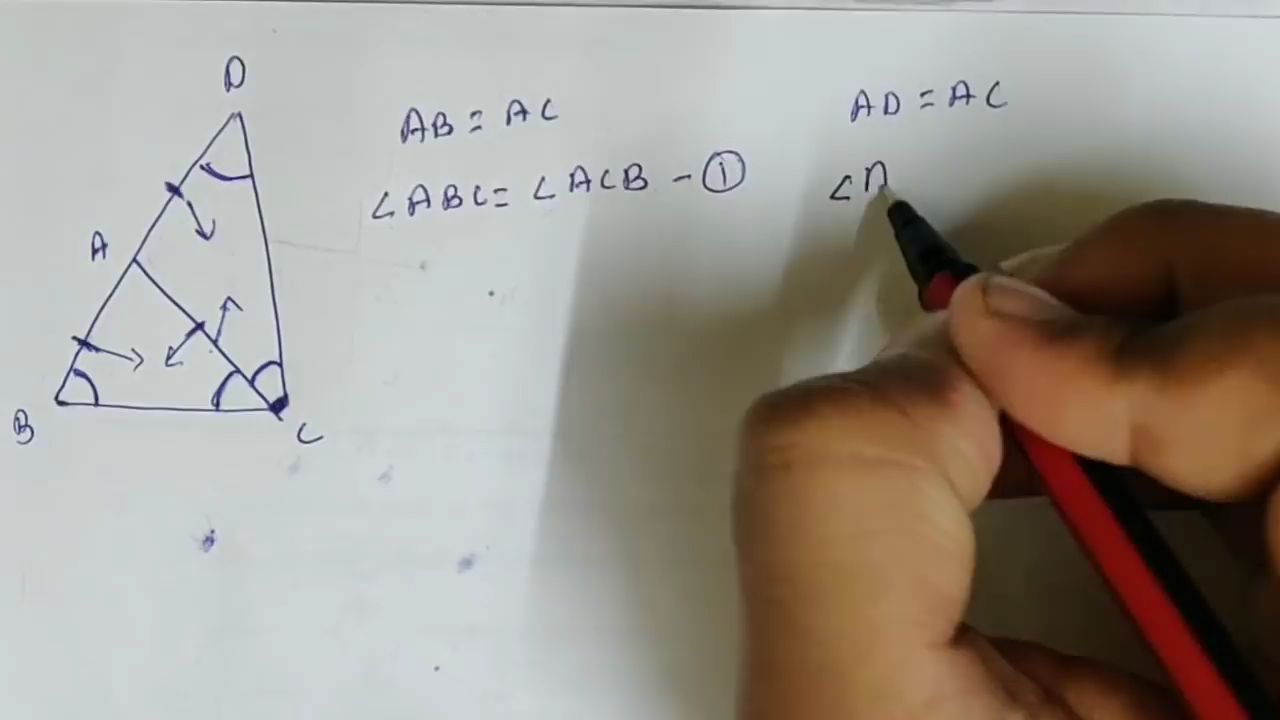 D
A
B
C
AB = AC
∠ABC = ∠ACB - ①
AD = AC
∠